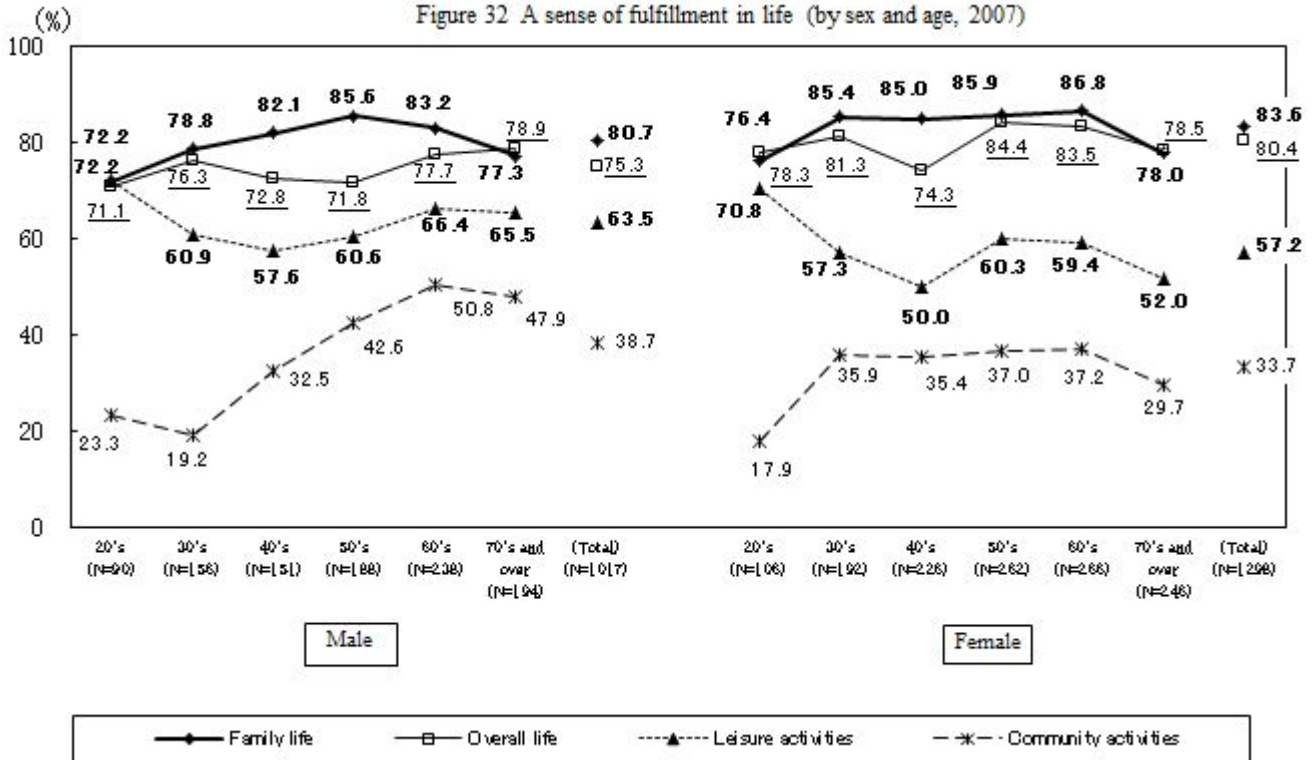 Figure 32 A sense of fulfillment in life (by sex and age, 2007)
(%)
100
80
60
40
20
0
72.2 78.8 82.1 85.6 83.2 77.3 80.7
71.1 76.3 72.8 71.8 77.7 78.9 75.3
72.2 60.9 57.6 60.6 66.4 65.5 63.5
23.3 19.2 32.5 42.6 50.8 47.9 38.7
76.4 85.4 85.0 85.9 86.8 78.0 83.6
78.3 81.3 74.3 84.4 83.5 78.5 80.4
70.8 57.3 50.0 60.3 59.4 52.0 57.2
17.9 35.9 35.4 37.0 37.2 29.7 33.7
20's 30's 40's 50's 60's 70's and (Total)
(N=90) (N=156) (N=151) (N=188) (N=238) over (N=1017)
(N=194)
20's 30's 40's 50's 60's 70's and (Total)
(N=106) (N=192) (N=226) (N=262) (N=266) over (N=1298)
(N=246)
Male
Female
Family life
Overall life
Leisure activities
Community activities